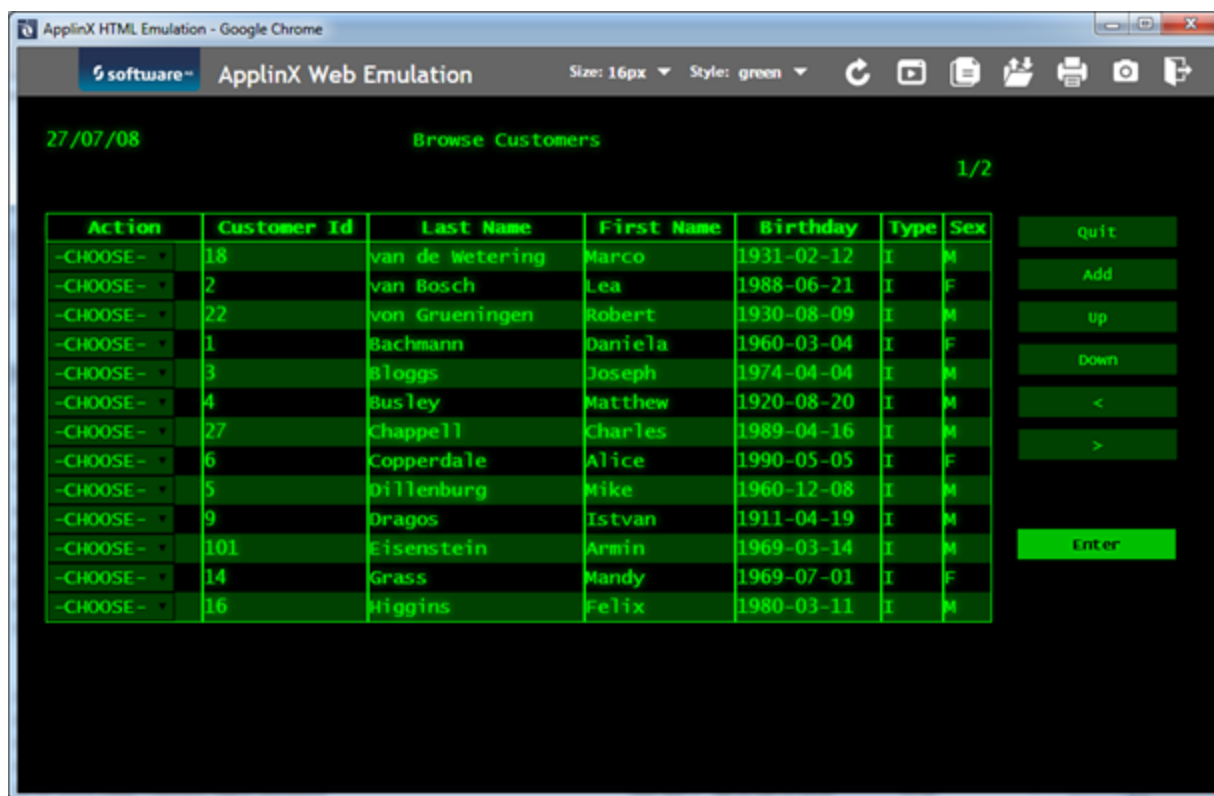 ApplinX HTML Emulation - Google Chrome
software AG ApplinX Web Emulation Size: 16px Style: green
27/07/08 Browse Customers
1/2
Action Customer Id Last Name First Name Birthday Type Sex
-CHOOSE- 18 van de Wetering Marco 1931-02-12 I M
-CHOOSE- 2 van Bosch Lea 1988-06-21 I F
-CHOOSE- 22 von Grueningen Robert 1930-08-09 I M
-CHOOSE- 1 Bachmann Daniela 1960-03-04 I F
-CHOOSE- 3 Bloggs Joseph 1974-04-04 I M
-CHOOSE- 4 Busley Matthew 1920-08-20 I M
-CHOOSE- 27 Chappell Charles 1989-04-16 I M
-CHOOSE- 6 Copperdale Alice 1990-05-05 I F
-CHOOSE- 5 Dillenburg Mike 1960-12-08 I M
-CHOOSE- 9 Dragos Istvan 1911-04-19 I M
-CHOOSE- 101 Eisenstein Armin 1969-03-14 I M
-CHOOSE- 14 Grass Mandy 1969-07-01 I F
-CHOOSE- 16 Higgins Felix 1980-03-11 I M
Quit
Add
Up
Down
<
>
Enter